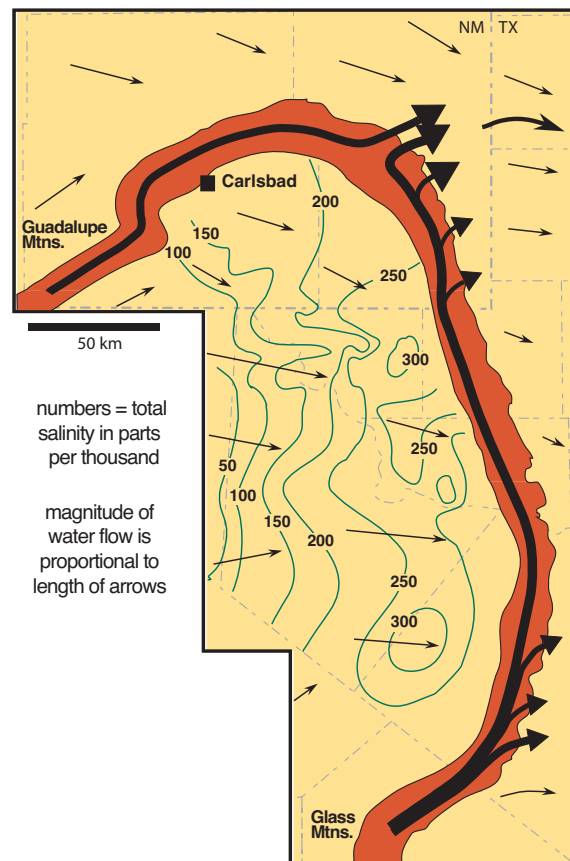 NM
TX
Carlsbad
200
Guadalupe
Mtns.
150
100
250
50 km
300
numbers = total
salinity in parts
per thousand
250
50
100
150
magnitude of
water flow is
proportional to
length of arrows
200
250
300
Glass
Mtns.